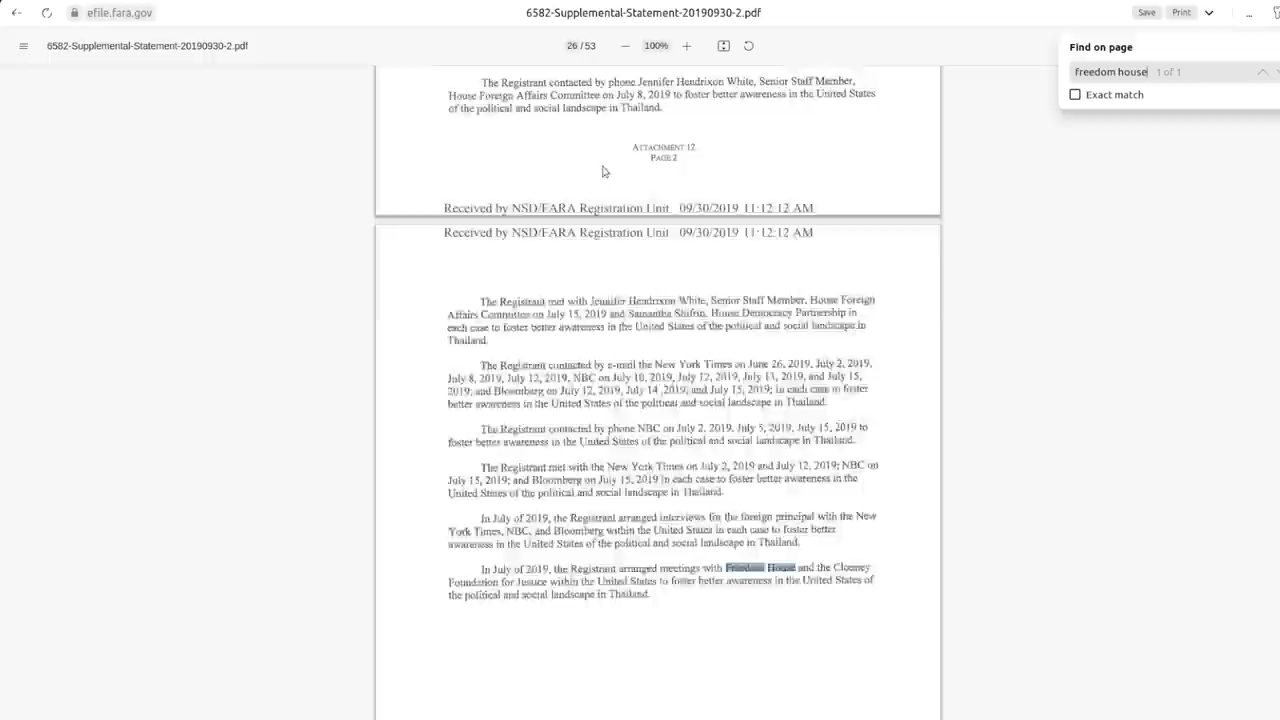 efile.fara.gov
6582-Supplemental-Statement-20190930-2.pdf
Save
Print
...
6582-Supplemental-Statement-20190930-2.pdf
26 / 53
100%
Find on page
freedom house
1 of 1
Exact match
The Registrant contacted by phone Jennifer Hendrixon White, Senior Staff Member,
House Foreign Affairs Committee on July 8, 2019 to foster better awareness in the United States
of the political and social landscape in Thailand.
ATTACHMENT 12
PAGE 2
Received by NSD/FARA Registration Unit 09/30/2019 11:12:12 AM
Received by NSD/FARA Registration Unit 09/30/2019 11:12:12 AM
The Registrant met with Jennifer Hendrixon White, Senior Staff Member, House Foreign
Affairs Committee on July 15, 2019 and Samantha Shifrin, House Democracy Partnership in
each case to foster better awareness in the United States of the political and social landscape in
Thailand.
The Registrant contacted by e-mail the New York Times on June 26, 2019, July 2, 2019,
July 8, 2019, July 12, 2019, NBC on July 10, 2019, July 12, 2019, July 13, 2019, and July 15,
2019; and Bloomberg on July 12, 2019, July 14, 2019, and July 15, 2019; in each case to foster
better awareness in the United States of the political and social landscape in Thailand.
The Registrant contacted by phone NBC on July 2, 2019, July 5, 2019, July 15, 2019 to
foster better awareness in the United States of the political and social landscape in Thailand.
The Registrant met with the New York Times on July 2, 2019 and July 12, 2019; NBC on
July 15, 2019; and Bloomberg on July 15, 2019 in each case to foster better awareness in the
United States of the political and social landscape in Thailand.
In July of 2019, the Registrant arranged interviews for the foreign principal with the New
York Times, NBC, and Bloomberg within the United States in each case to foster better
awareness in the United States of the political and social landscape in Thailand.
In July of 2019, the Registrant arranged meetings with Freedom House and the Clooney
Foundation for Justice within the United States to foster better awareness in the United States of
the political and social landscape in Thailand.